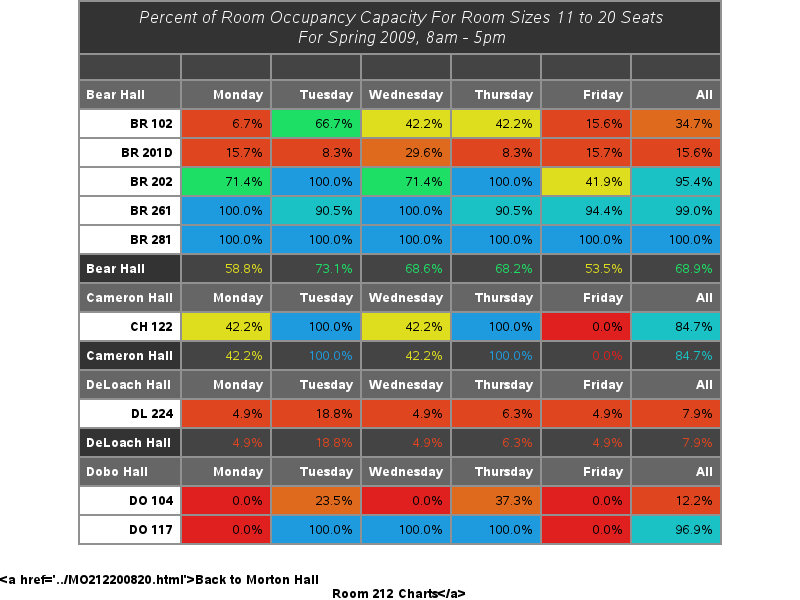 Percent of Room Occupancy Capacity For Room Sizes 11 to 20 Seats
For Spring 2009, 8am - 5pm
Bear Hall Monday Tuesday Wednesday Thursday Friday All
BR 102 6.7% 66.7% 42.2% 42.2% 15.6% 34.7%
BR 201D 15.7% 8.3% 29.6% 8.3% 15.7% 15.6%
BR 202 71.4% 100.0% 71.4% 100.0% 41.9% 95.4%
BR 261 100.0% 90.5% 100.0% 90.5% 94.4% 99.0%
BR 281 100.0% 100.0% 100.0% 100.0% 100.0% 100.0%
Bear Hall 58.8% 73.1% 68.6% 68.2% 53.5% 68.9%
Cameron Hall Monday Tuesday Wednesday Thursday Friday All
CH 122 42.2% 100.0% 42.2% 100.0% 0.0% 84.7%
Cameron Hall 42.2% 100.0% 42.2% 100.0% 0.0% 84.7%
DeLoach Hall Monday Tuesday Wednesday Thursday Friday All
DL 224 4.9% 18.8% 4.9% 6.3% 4.9% 7.9%
DeLoach Hall 4.9% 18.8% 4.9% 6.3% 4.9% 7.9%
Dobo Hall Monday Tuesday Wednesday Thursday Friday All
DO 104 0.0% 23.5% 0.0% 37.3% 0.0% 12.2%
DO 117 0.0% 100.0% 100.0% 100.0% 0.0% 96.9%
<a href='../MO212200820.html'>Back to Morton Hall
Room 212 Charts</a>